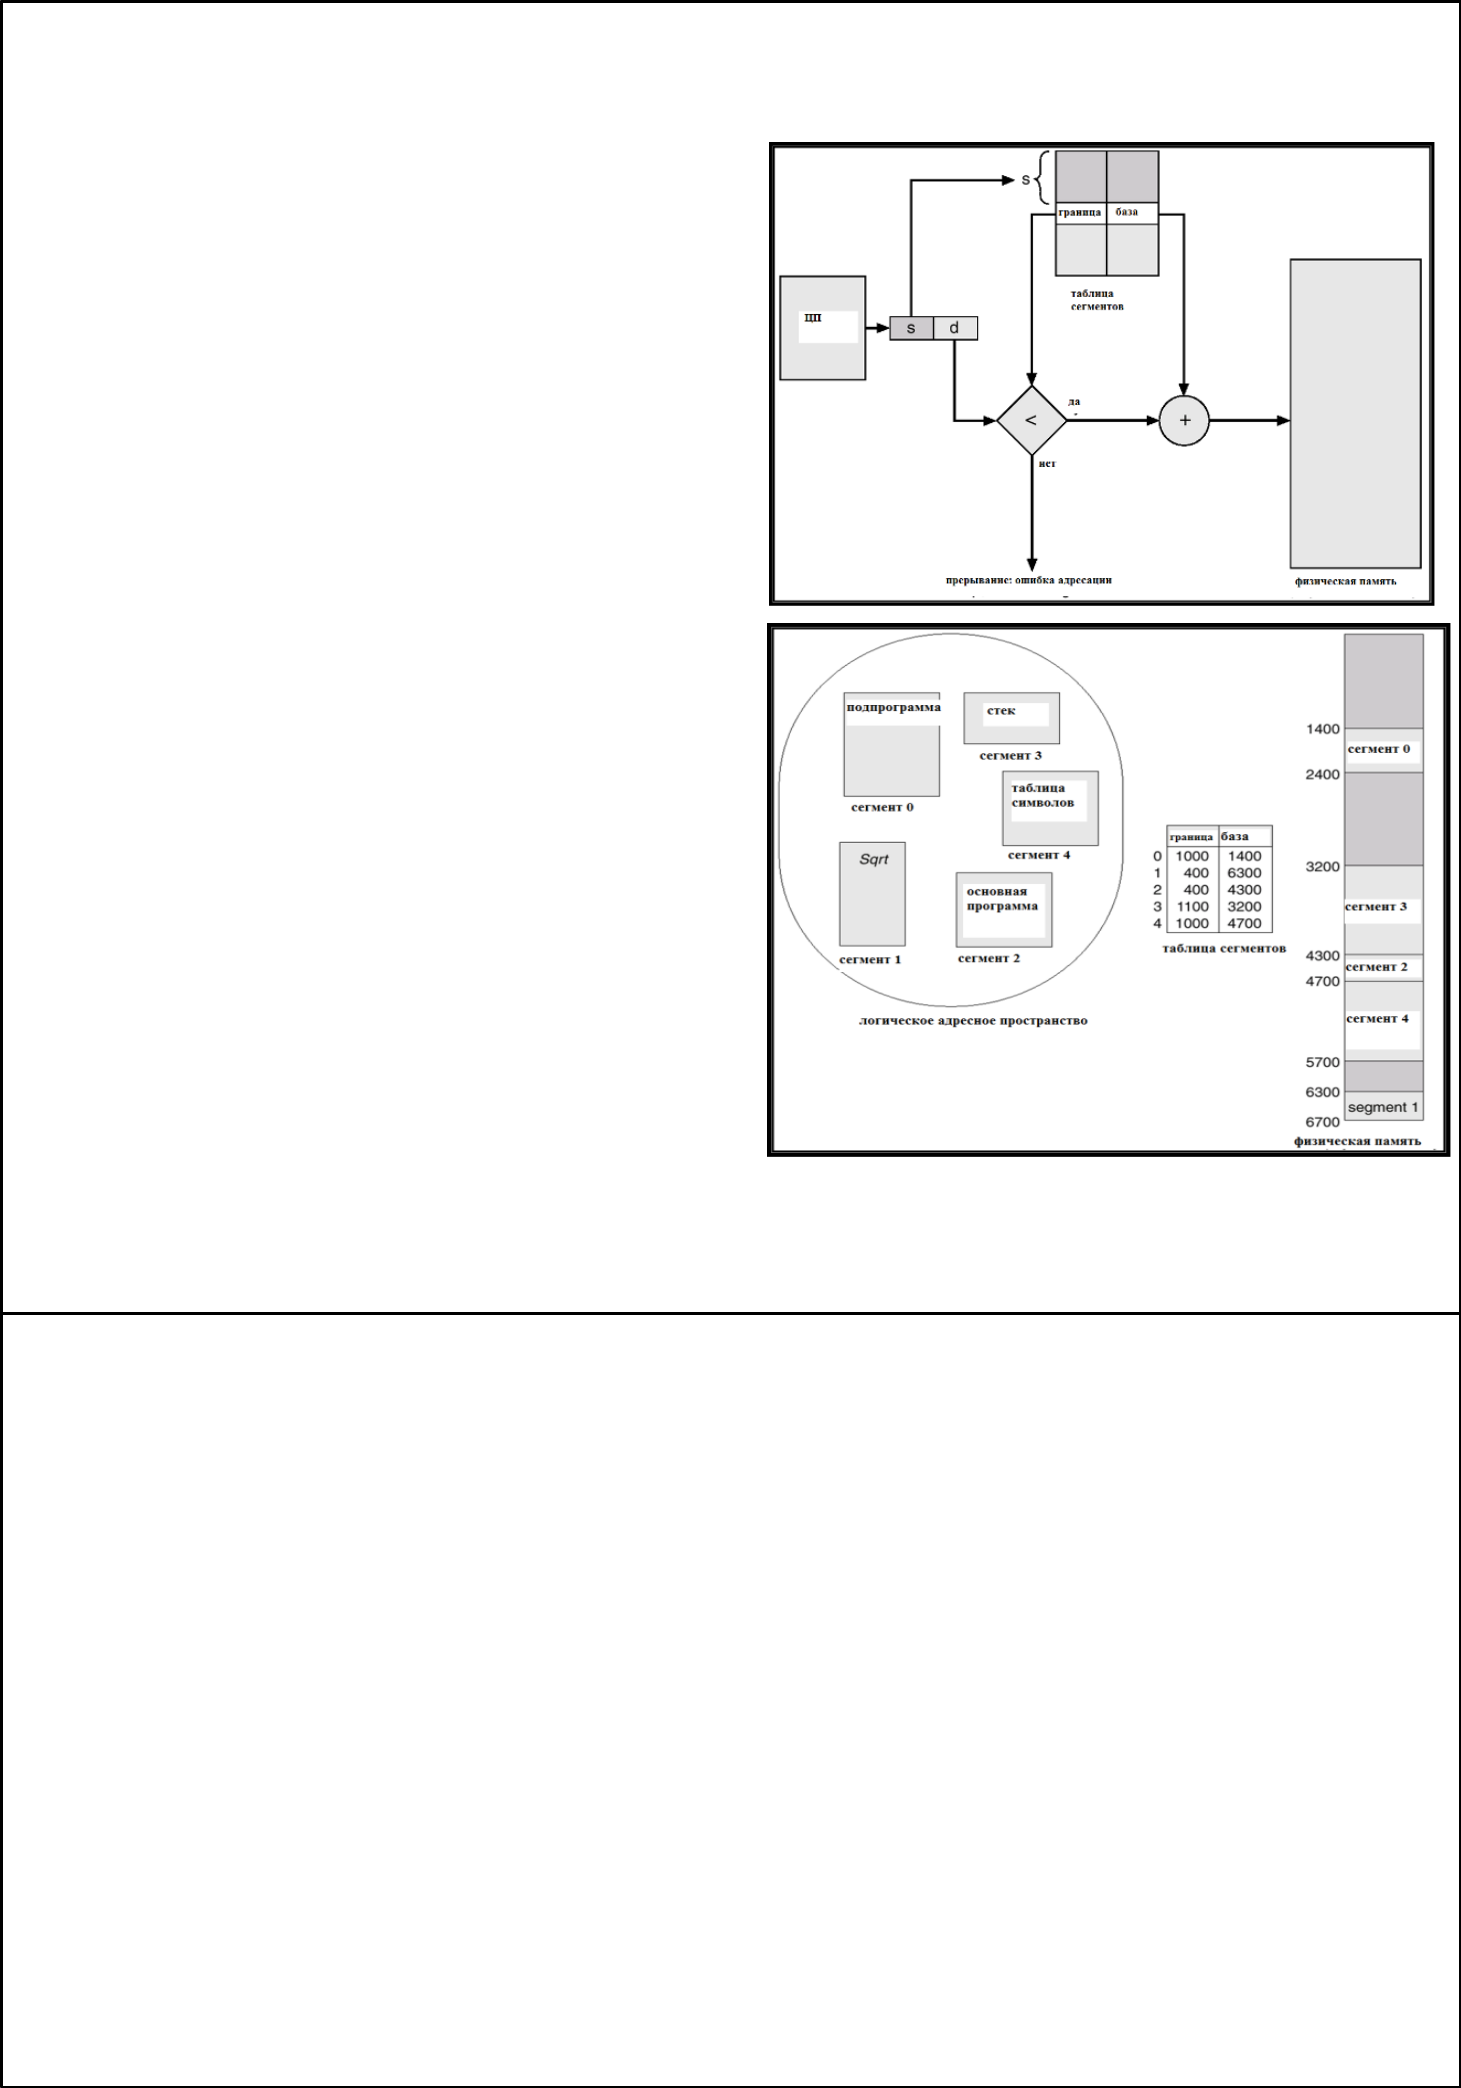 s
граница база
таблица
сегментов
ЦП
s d
<
да
+
нет
прерывание: ошибка адресации
физическая память
подпрограмма
сегмент 0
стек
сегмент 3
таблица
символов
сегмент 4
Sqrt
сегмент 1
основная
программа
сегмент 2
логическое адресное пространство
граница база
0 1000 1400
1 400 6300
2 400 4300
3 1100 3200
4 1000 4700
таблица сегментов
1400
сегмент 0
2400
3200
сегмент 3
4300
сегмент 2
4700
сегмент 4
5700
6300
segment 1
6700
физическая память